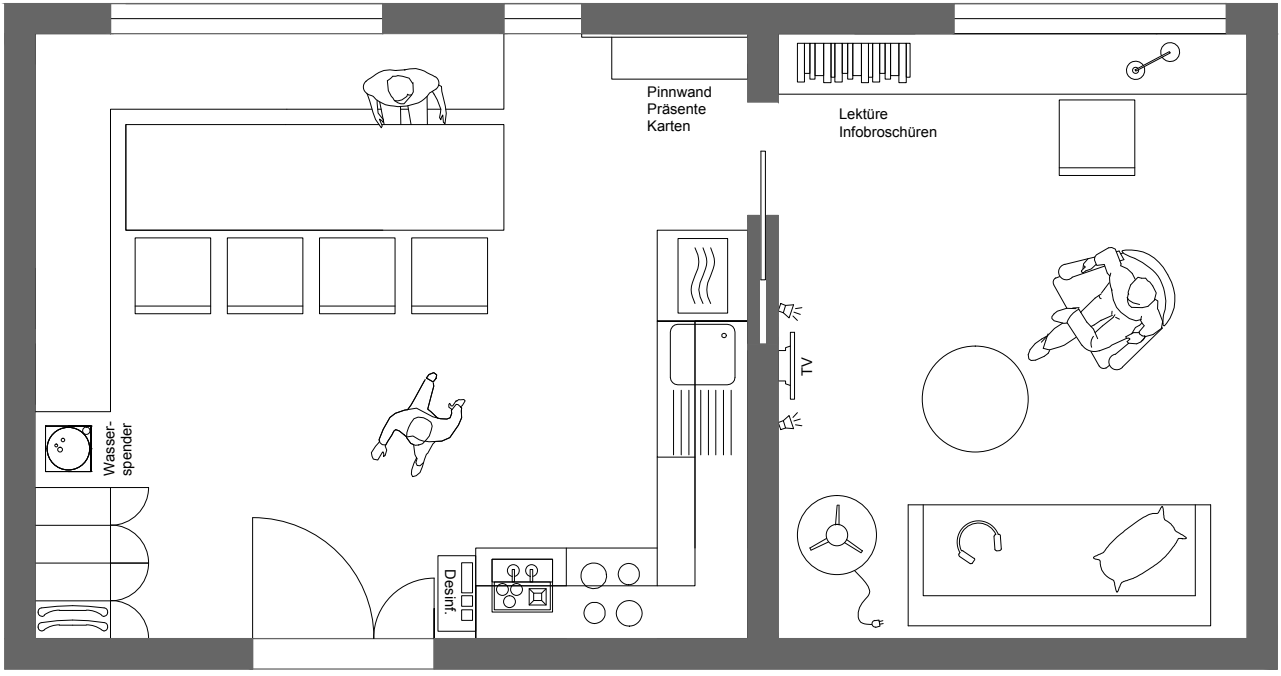 Pinnwand
Präsente
Karten
Lektüre
Infobroschüren
TV
Wasser-
spender
Desinf.